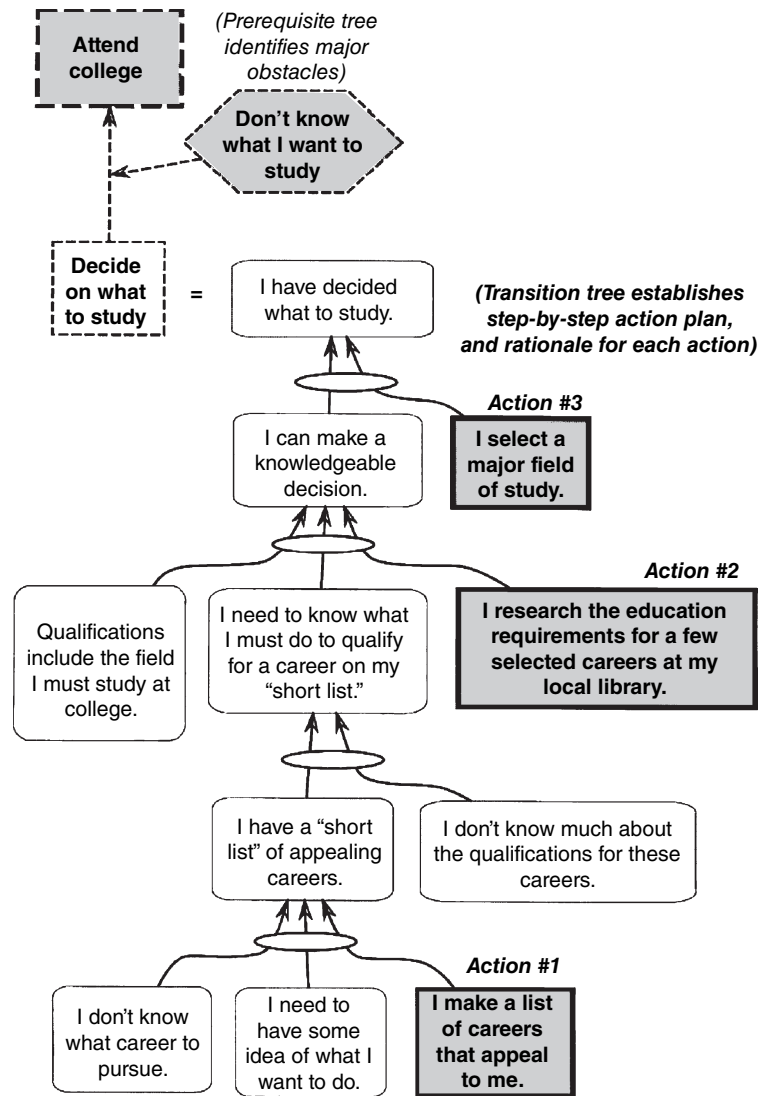 Attend
college
(Prerequisite tree
identifies major
obstacles)
Don't know
what I want to
study
Decide
on what
to study
=
I have decided
what to study.
(Transition tree establishes
step-by-step action plan,
and rationale for each action)
Action #3
I can make a
knowledgeable
decision.
I select a
major field
of study.
Action #2
Qualifications
include the field
I must study at
college.
I need to know what
I must do to qualify
for a career on my
“short list.”
I research the education
requirements for a few
selected careers at my
local library.
I have a “short
list” of appealing
careers.
I don't know much about
the qualifications for these
careers.
Action #1
I don't know
what career to
pursue.
I need to
have some
idea of what I
want to do.
I make a list
of careers
that appeal
to me.